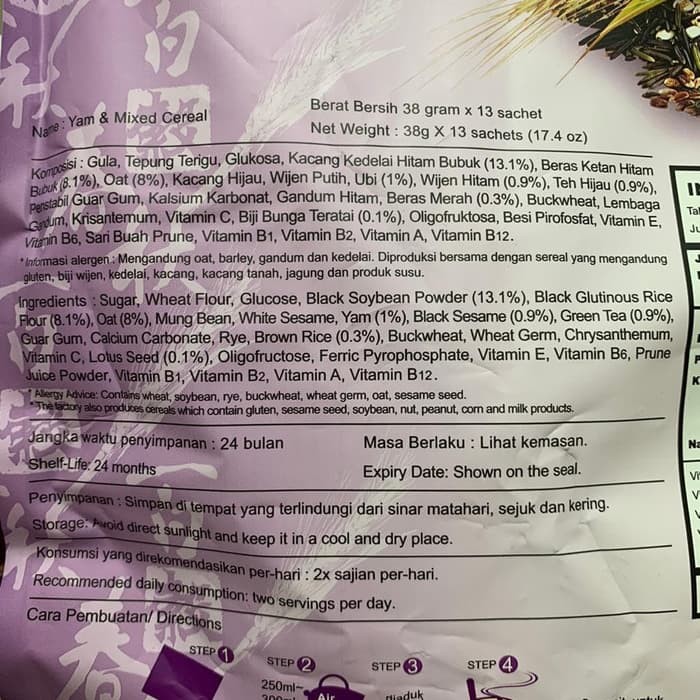 Name : Yam & Mixed Cereal
Berat Bersih 38 gram x 13 sachet
Net Weight : 38g X 13 sachets (17.4 oz)
Komposisi : Gula, Tepung Terigu, Glukosa, Kacang Kedelai Hitam Bubuk (13.1%), Beras Ketan Hitam
Bubuk (8.1%), Oat (8%), Kacang Hijau, Wijen Putih, Ubi (1%), Wijen Hitam (0.9%), Teh Hijau (0.9%),
Penstabil Guar Gum, Kalsium Karbonat, Gandum Hitam, Beras Merah (0.3%), Buckwheat, Lembaga
Gandum, Krisantemum, Vitamin C, Biji Bunga Teratai (0.1%), Oligofruktosa, Besi Pirofosfat, Vitamin E,
Vitamin B6, Sari Buah Prune, Vitamin B1, Vitamin B2, Vitamin A, Vitamin B12.
*Informasi alergen : Mengandung oat, barley, gandum dan kedelai. Diproduksi bersama dengan sereal yang mengandung
gluten, biji wijen, kedelai, kacang, kacang tanah, jagung dan produk susu.
Ingredients : Sugar, Wheat Flour, Glucose, Black Soybean Powder (13.1%), Black Glutinous Rice
Flour (8.1%), Oat (8%), Mung Bean, White Sesame, Yam (1%), Black Sesame (0.9%), Green Tea (0.9%),
Guar Gum, Calcium Carbonate, Rye, Brown Rice (0.3%), Buckwheat, Wheat Germ, Chrysanthemum,
Vitamin C, Lotus Seed (0.1%), Oligofructose, Ferric Pyrophosphate, Vitamin E, Vitamin B6, Prune
Juice Powder, Vitamin B1, Vitamin B2, Vitamin A, Vitamin B12.
* Allergy Advice: Contains wheat, soybean, rye, buckwheat, wheat germ, oat, sesame seed.
* The factory also produces cereals which contain gluten, sesame seed, soybean, nut, peanut, corn and milk products.
Jangka waktu penyimpanan : 24 bulan
Masa Berlaku : Lihat kemasan.
Shelf-Life: 24 months
Expiry Date: Shown on the seal.
Penyimpanan : Simpan di tempat yang terlindungi dari sinar matahari, sejuk dan kering.
Storage: Avoid direct sunlight and keep it in a cool and dry place.
Konsumsi yang direkomendasikan per-hari : 2x sajian per-hari.
Recommended daily consumption: two servings per day.
Cara Pembuatan/ Directions
STEP 1
STEP 2
STEP 3
STEP 4
250ml~
Air
diaduk